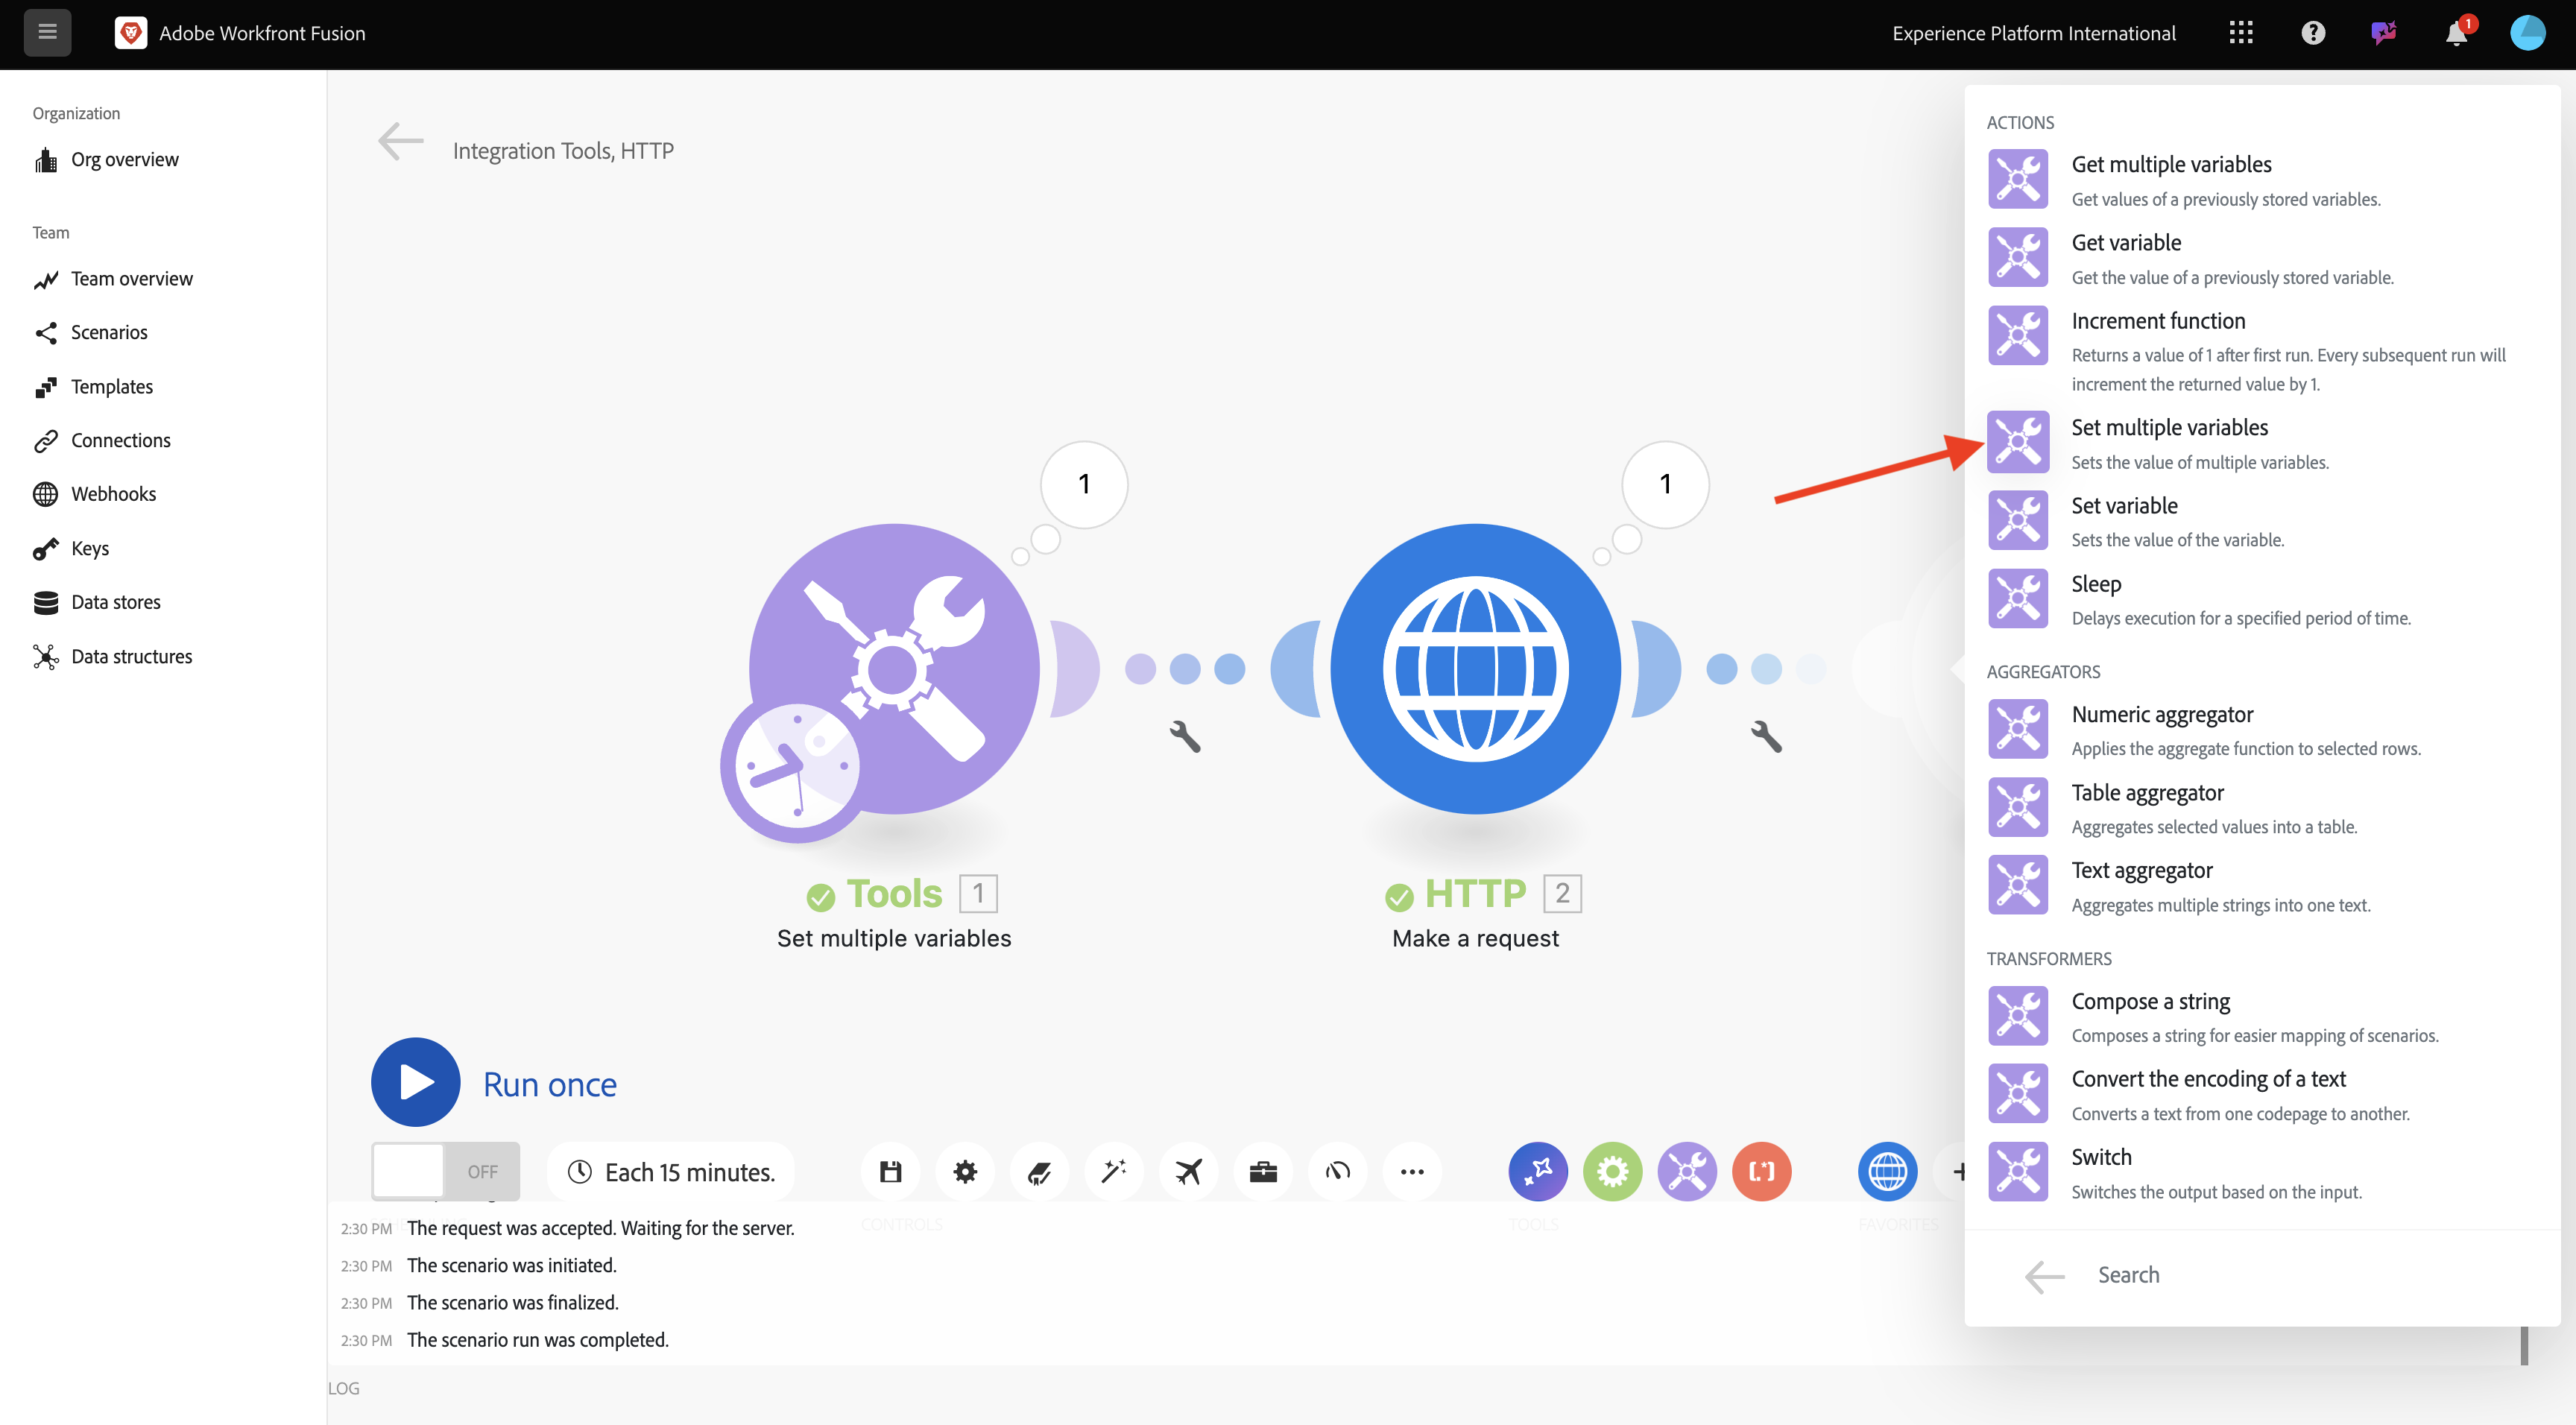 Adobe Workfront Fusion
Experience Platform International
1
Organization
Org overview
Team
Team overview
Scenarios
Templates
Connections
Webhooks
Keys
Data stores
Data structures
Integration Tools, HTTP
1
1
Tools 1
Set multiple variables
HTTP 2
Make a request
Run once
OFF
Each 15 minutes.
CONTROLS
TOOLS
FAVORITES
2:30 PM The request was accepted. Waiting for the server.
2:30 PM The scenario was initiated.
2:30 PM The scenario was finalized.
2:30 PM The scenario run was completed.
LOG
ACTIONS
Get multiple variables
Get values of a previously stored variables.
Get variable
Get the value of a previously stored variable.
Increment function
Returns a value of 1 after first run. Every subsequent run will
increment the returned value by 1.
Set multiple variables
Sets the value of multiple variables.
Set variable
Sets the value of the variable.
Sleep
Delays execution for a specified period of time.
AGGREGATORS
Numeric aggregator
Applies the aggregate function to selected rows.
Table aggregator
Aggregates selected values into a table.
Text aggregator
Aggregates multiple strings into one text.
TRANSFORMERS
Compose a string
Composes a string for easier mapping of scenarios.
Convert the encoding of a text
Converts a text from one codepage to another.
Switch
Switches the output based on the input.
Search